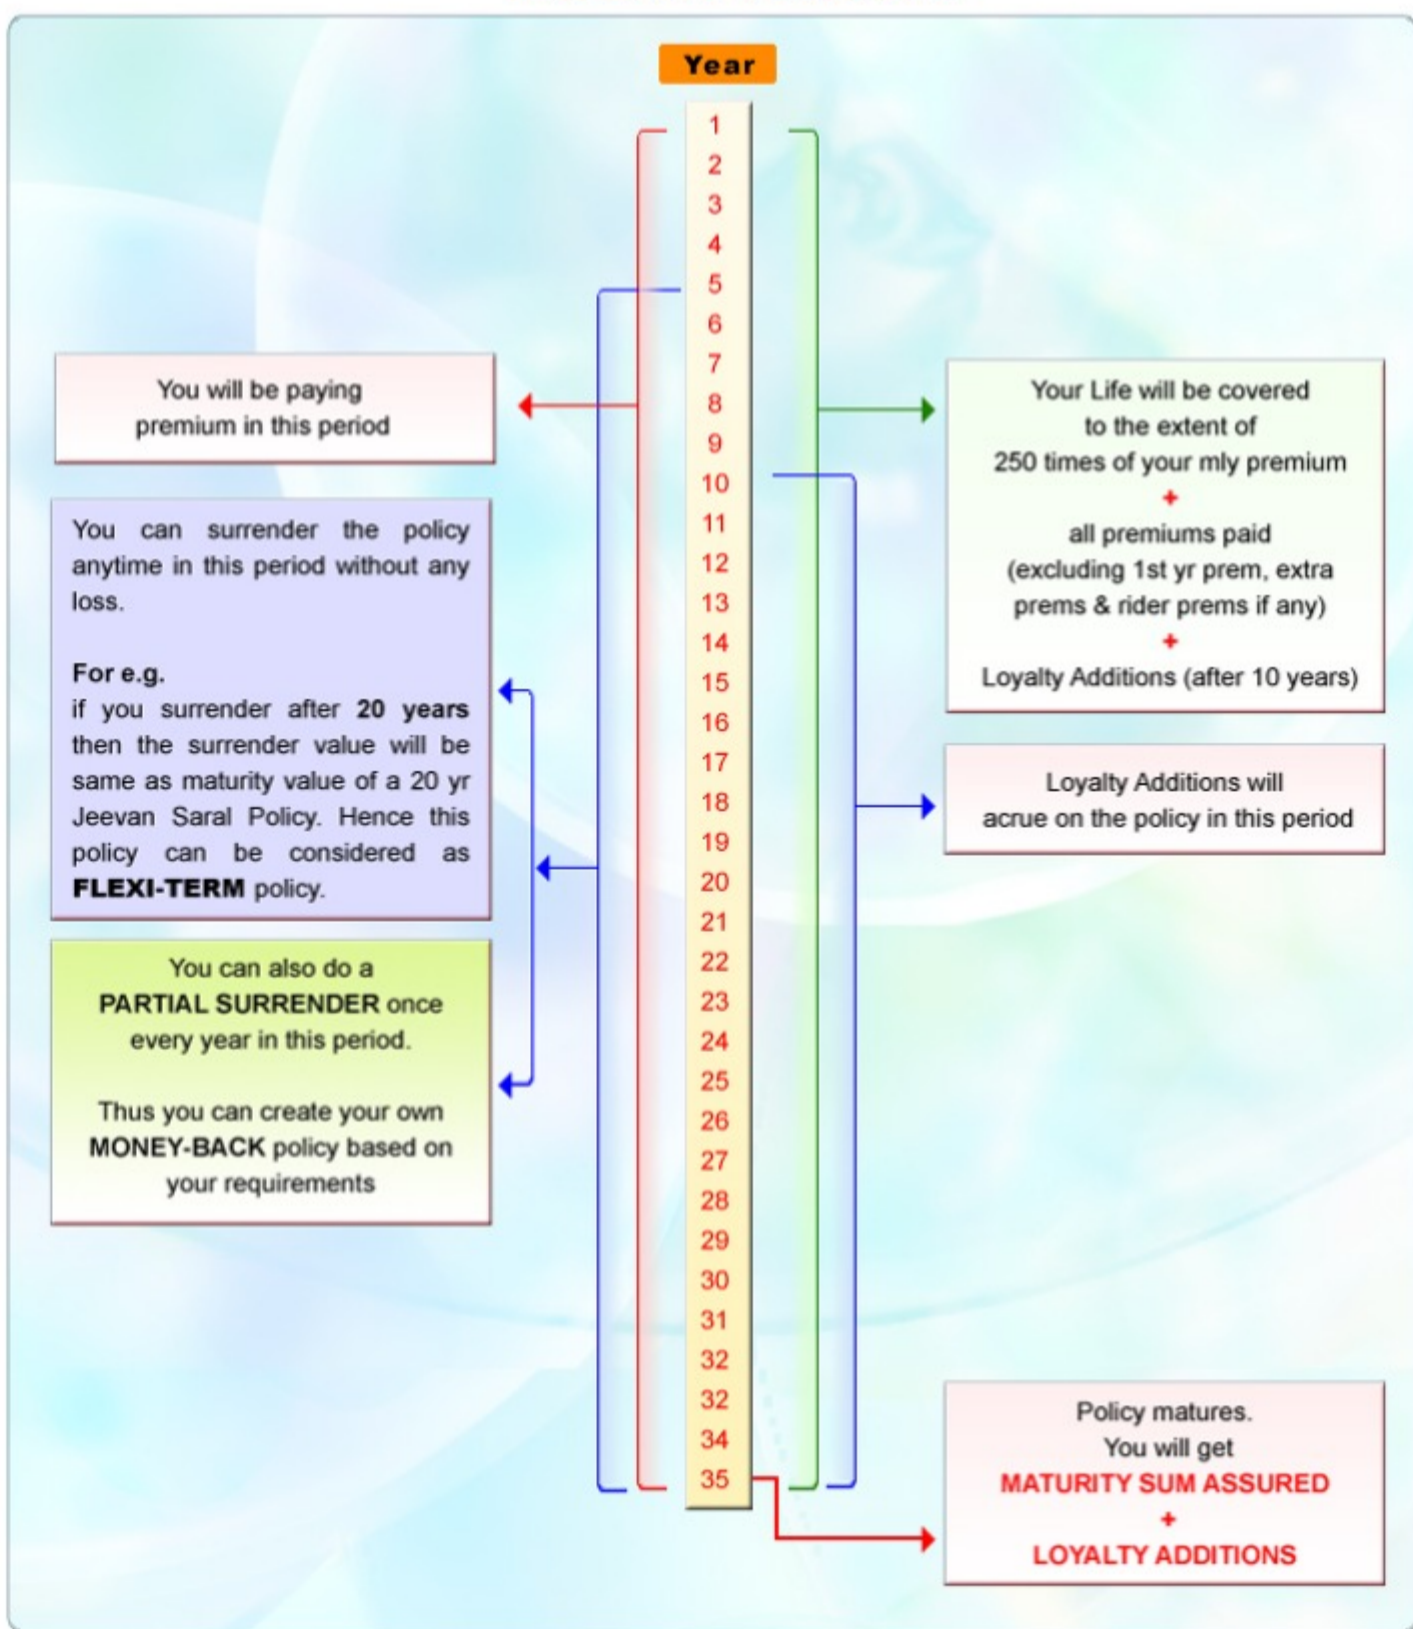 Year
1
2
3
4
5
6
7
8
9
10
11
12
13
14
15
16
17
18
19
20
21
22
23
24
25
26
27
28
29
30
31
32
32
34
35
You will be paying
premium in this period
You can surrender the policy
anytime in this period without any
loss.
For e.g.
if you surrender after 20 years
then the surrender value will be
same as maturity value of a 20 yr
Jeevan Saral Policy. Hence this
policy can be considered as
FLEXI-TERM policy.
You can also do a
PARTIAL SURRENDER once
every year in this period.
Thus you can create your own
MONEY-BACK policy based on
your requirements
Your Life will be covered
to the extent of
250 times of your mly premium
+
all premiums paid
(excluding 1st yr prem, extra
prems & rider prems if any)
+
Loyalty Additions (after 10 years)
Loyalty Additions will
acrue on the policy in this period
Policy matures.
You will get
MATURITY SUM ASSURED
+
LOYALTY ADDITIONS